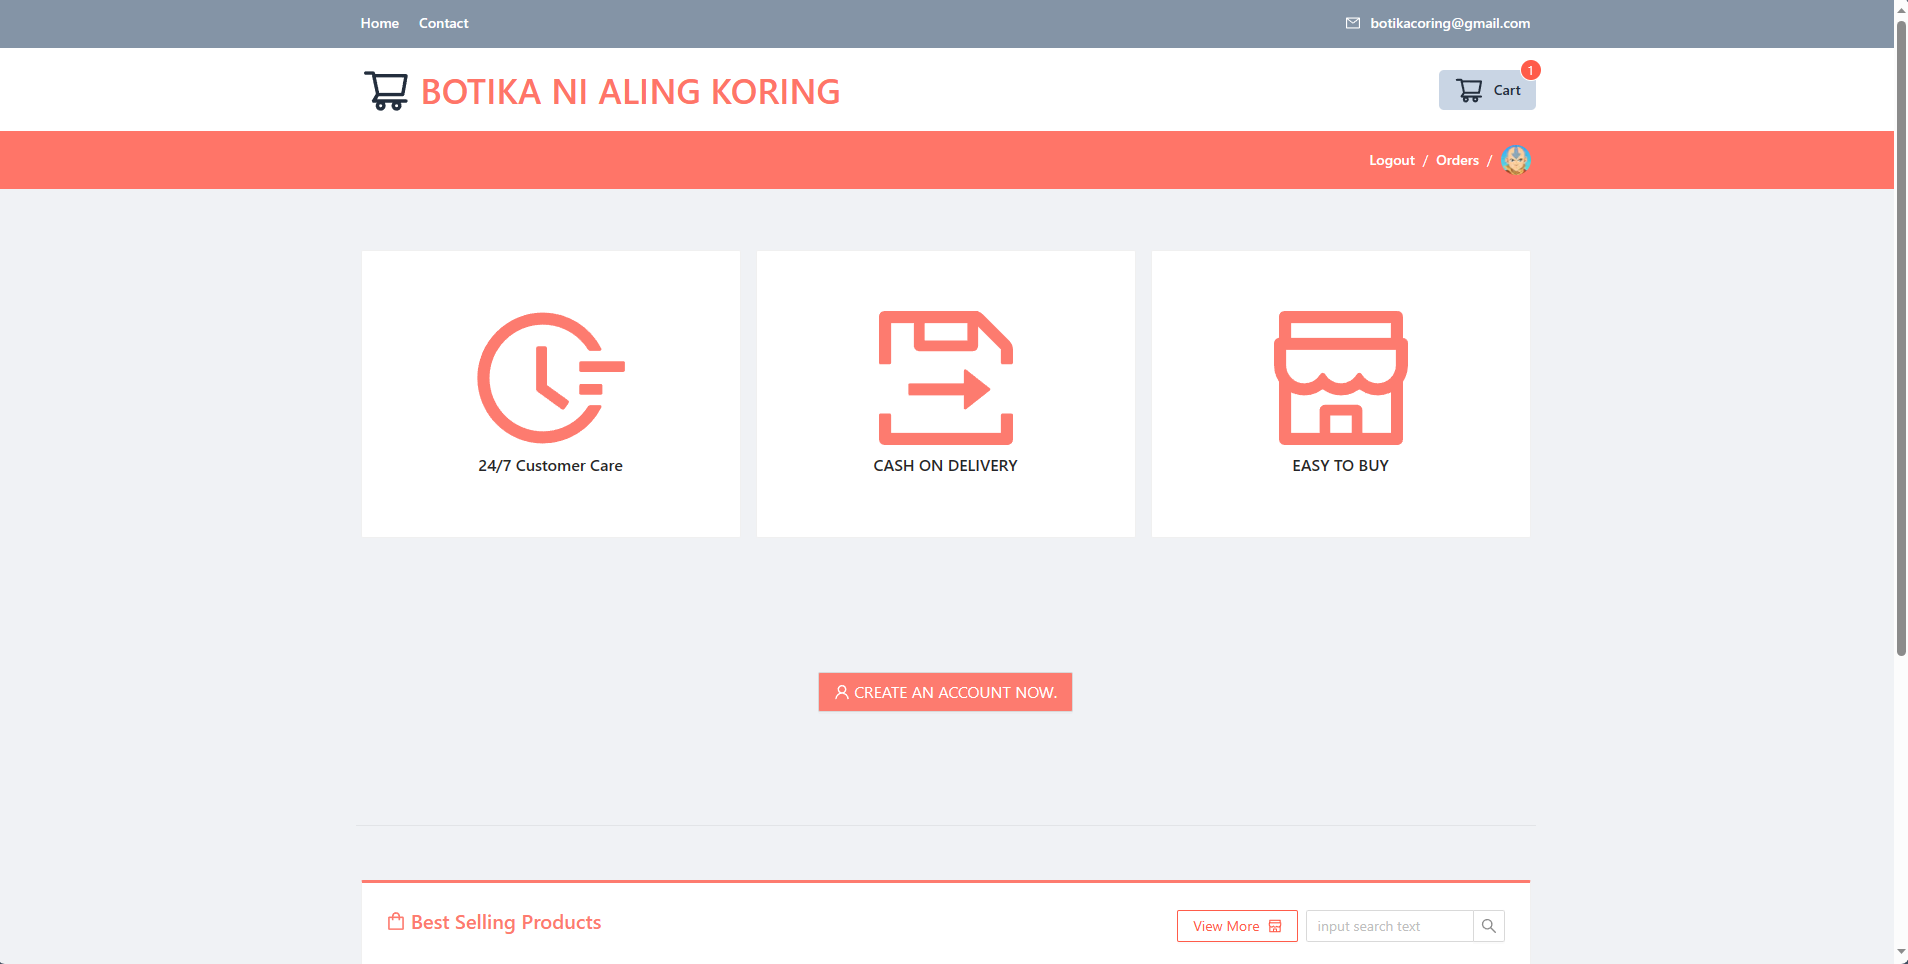 Home Contact botikacoring@gmail.com
BOTIKA NI ALING KORING
1
Cart
Logout / Orders /
24/7 Customer Care
CASH ON DELIVERY
EASY TO BUY
CREATE AN ACCOUNT NOW.
Best Selling Products
View More
input search text